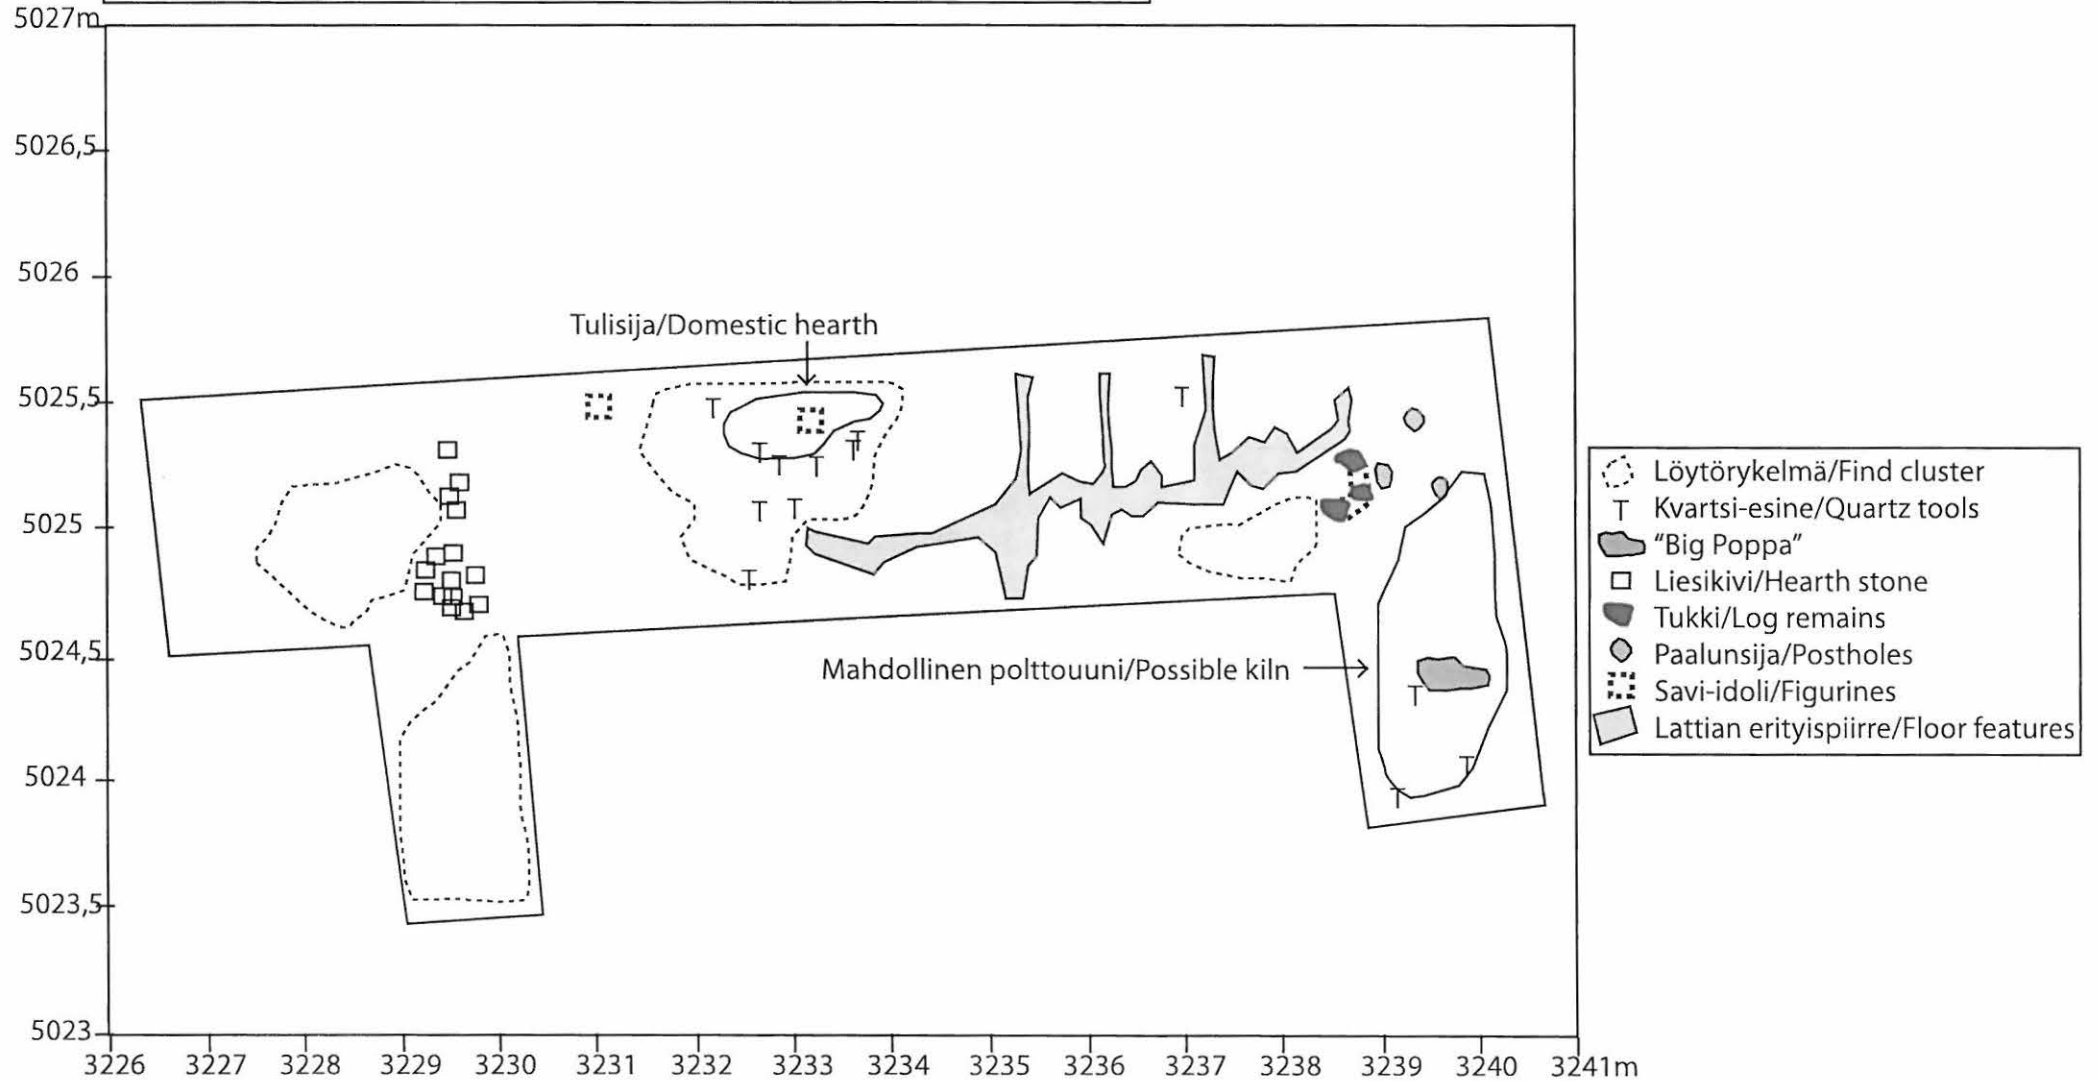 5027m
5026,5
5026
5025,5
5025
5024,5
5024
5023,5
5023
3226 3227 3228 3229 3230 3231 3232 3233 3234 3235 3236 3237 3238 3239 3240 3241m
Tulisija/Domestic hearth
Mahdollinen polttouuni/Possible kiln
Löytörykelmä/Find cluster
Kvartsi-esine/Quartz tools
"Big Poppa"
Liesikivi/Hearth stone
Tukki/Log remains
Paalunsija/Postholes
Savi-idoli/Figurines
Lattian erityispiirre/Floor features